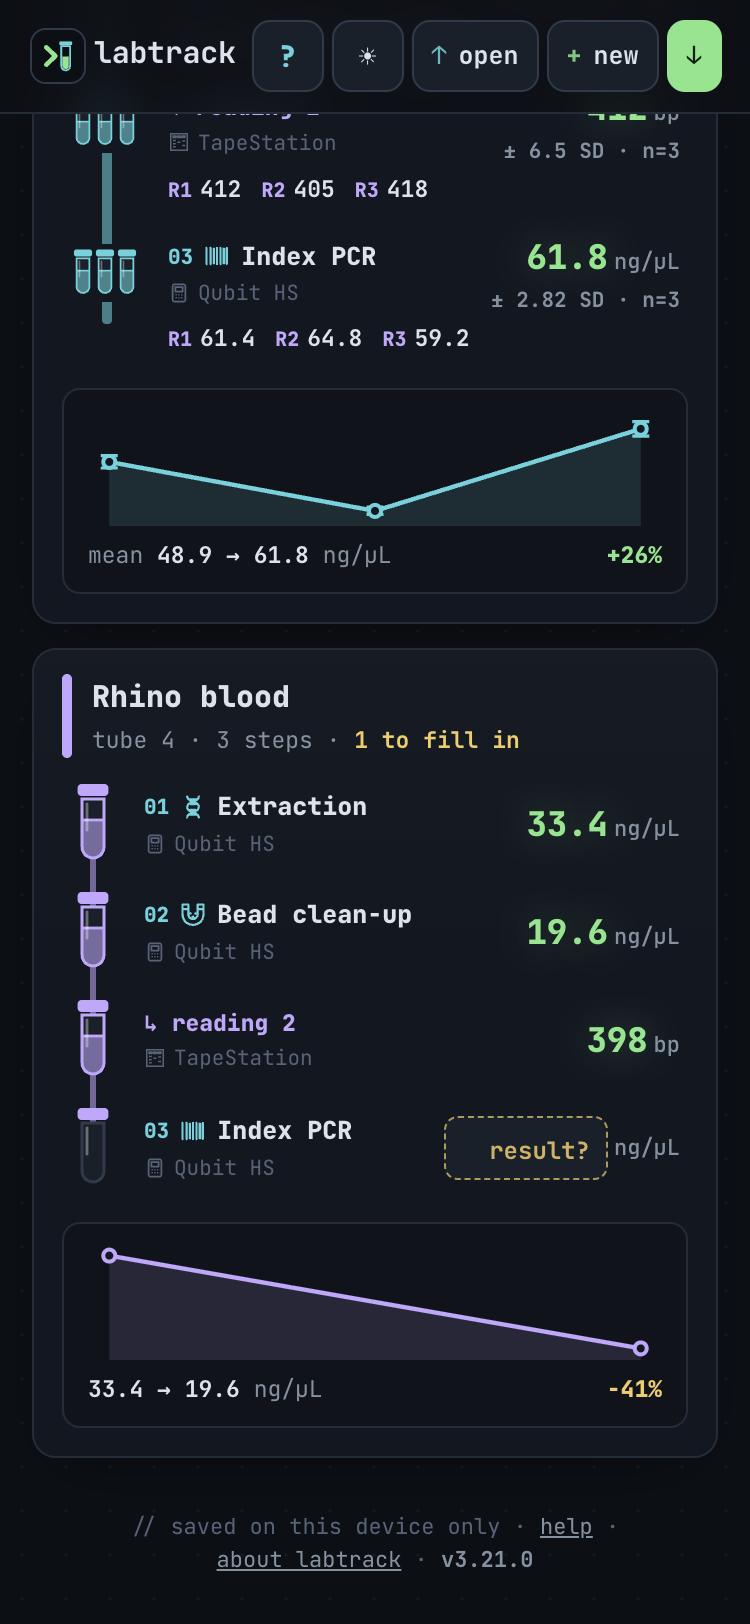 labtrack ? ☀ ↑ open + new ↓
↳ reading 2 412 bp
TapeStation ± 6.5 SD · n=3
R1 412 R2 405 R3 418
03 Index PCR 61.8 ng/µL
Qubit HS ± 2.82 SD · n=3
R1 61.4 R2 64.8 R3 59.2
mean 48.9 → 61.8 ng/µL +26%
Rhino blood
tube 4 · 3 steps · 1 to fill in
01 Extraction 33.4 ng/µL
Qubit HS
02 Bead clean-up 19.6 ng/µL
Qubit HS
↳ reading 2 398 bp
TapeStation
03 Index PCR result? ng/µL
Qubit HS
33.4 → 19.6 ng/µL -41%
// saved on this device only · help ·
about labtrack · v3.21.0